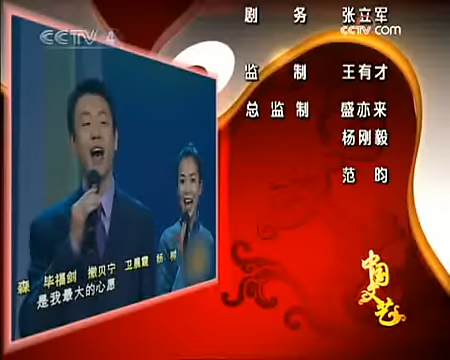 CCTV 4
剧 务 张立军
cctv.com
监 制 王有才
总监制 盛亦来
杨刚毅
范 昀
森 毕福剑 撒贝宁 卫晨霞 杨 柳
是我最大的心愿
中国文艺